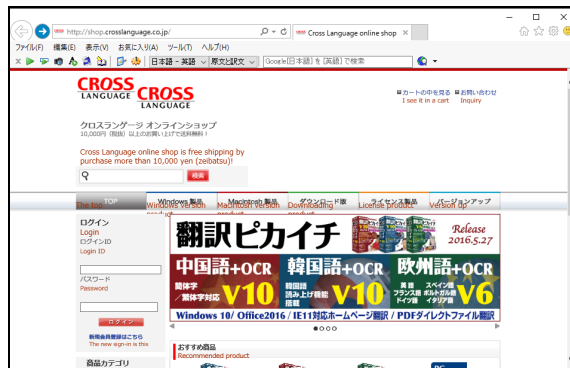 http://shop.crosslanguage.co.jp/
Cross Language online shop
ファイル(F) 編集(E) 表示(V) お気に入り(A) ツール(T) ヘルプ(H)
日本語 - 英語 原文と訳文 Google[日本語] を [英語] で検索
CROSS LANGUAGE
CROSS LANGUAGE
カートの中を見る お問い合わせ
I see it in a cart Inquiry
クロスランゲージ オンラインショップ
10,000円（税抜）以上のお買い上げで送料無料！
Cross Language online shop is free shipping by
purchase more than 10,000 yen (zeibatsu)!
検索
TOP Windows 製品 Macintosh 製品 ダウンロード版 ライセンス製品 バージョンアップ
The top Windows version product Macintosh version product Downloading product License product Version up
ログイン
Login
ログインID
Login ID
パスワード
Password
ログイン
新規会員登録はこちら
The new sign-in is this
商品カテゴリ
翻訳ピカイチ
Release
2016.5.27
中国語+OCR 韓国語+OCR 欧州語+OCR
簡体字
／繁体字対応 V10
韓国語
読み上げ機能
搭載 V10
英語 スペイン語
フランス語 ポルトガル語
ドイツ語 イタリア語 V6
Windows 10/ Office2016 / IE11対応ホームページ翻訳 / PDFダイレクトファイル翻訳
おすすめ商品
Recommended product